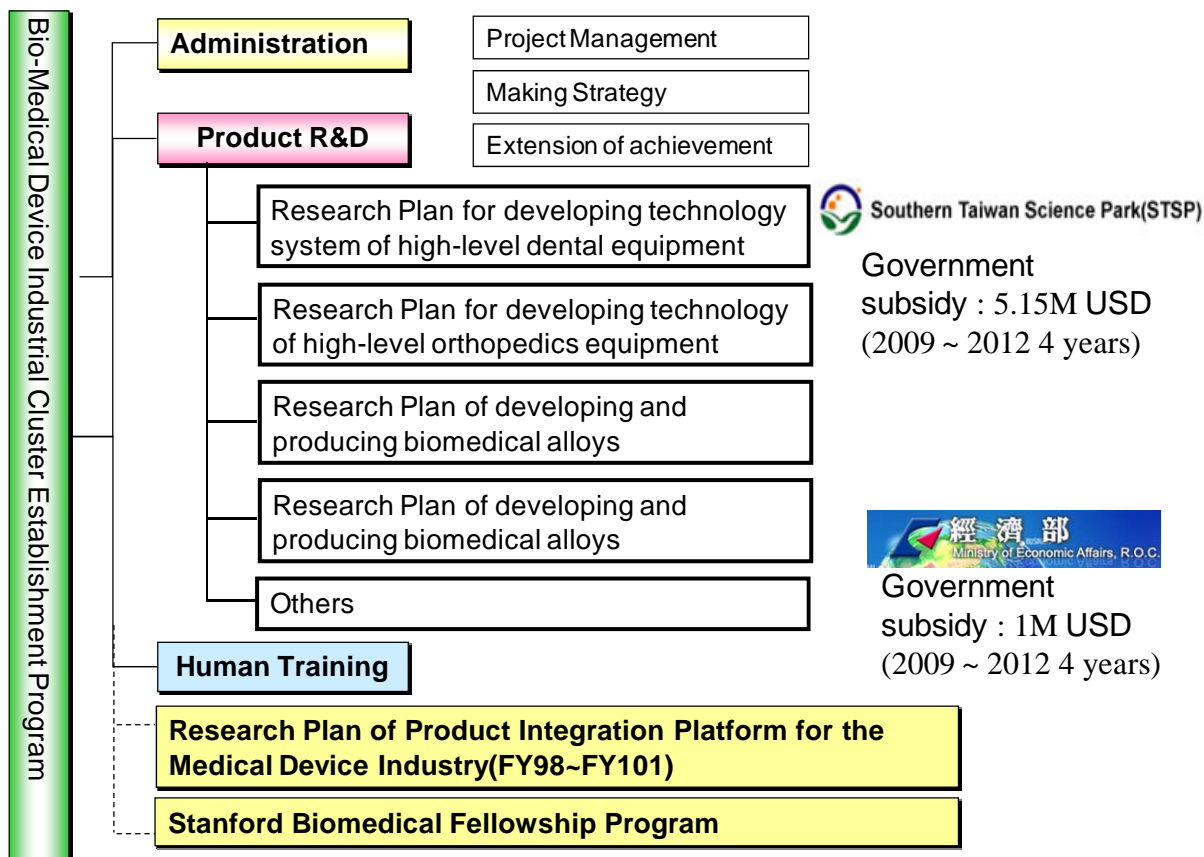 Bio-Medical Device Industrial Cluster Establishment Program
Administration
Project Management
Making Strategy
Extension of achievement
Product R&D
Research Plan for developing technology
system of high-level dental equipment
Research Plan for developing technology
of high-level orthopedics equipment
Research Plan of developing and
producing biomedical alloys
Research Plan of developing and
producing biomedical alloys
Others
Southern Taiwan Science Park(STSP)
Government
subsidy : 5.15M USD
(2009 ~ 2012 4 years)
經濟部
Ministry of Economic Affairs, R.O.C.
Government
subsidy : 1M USD
(2009 ~ 2012 4 years)
Human Training
Research Plan of Product Integration Platform for the
Medical Device Industry(FY98~FY101)
Stanford Biomedical Fellowship Program